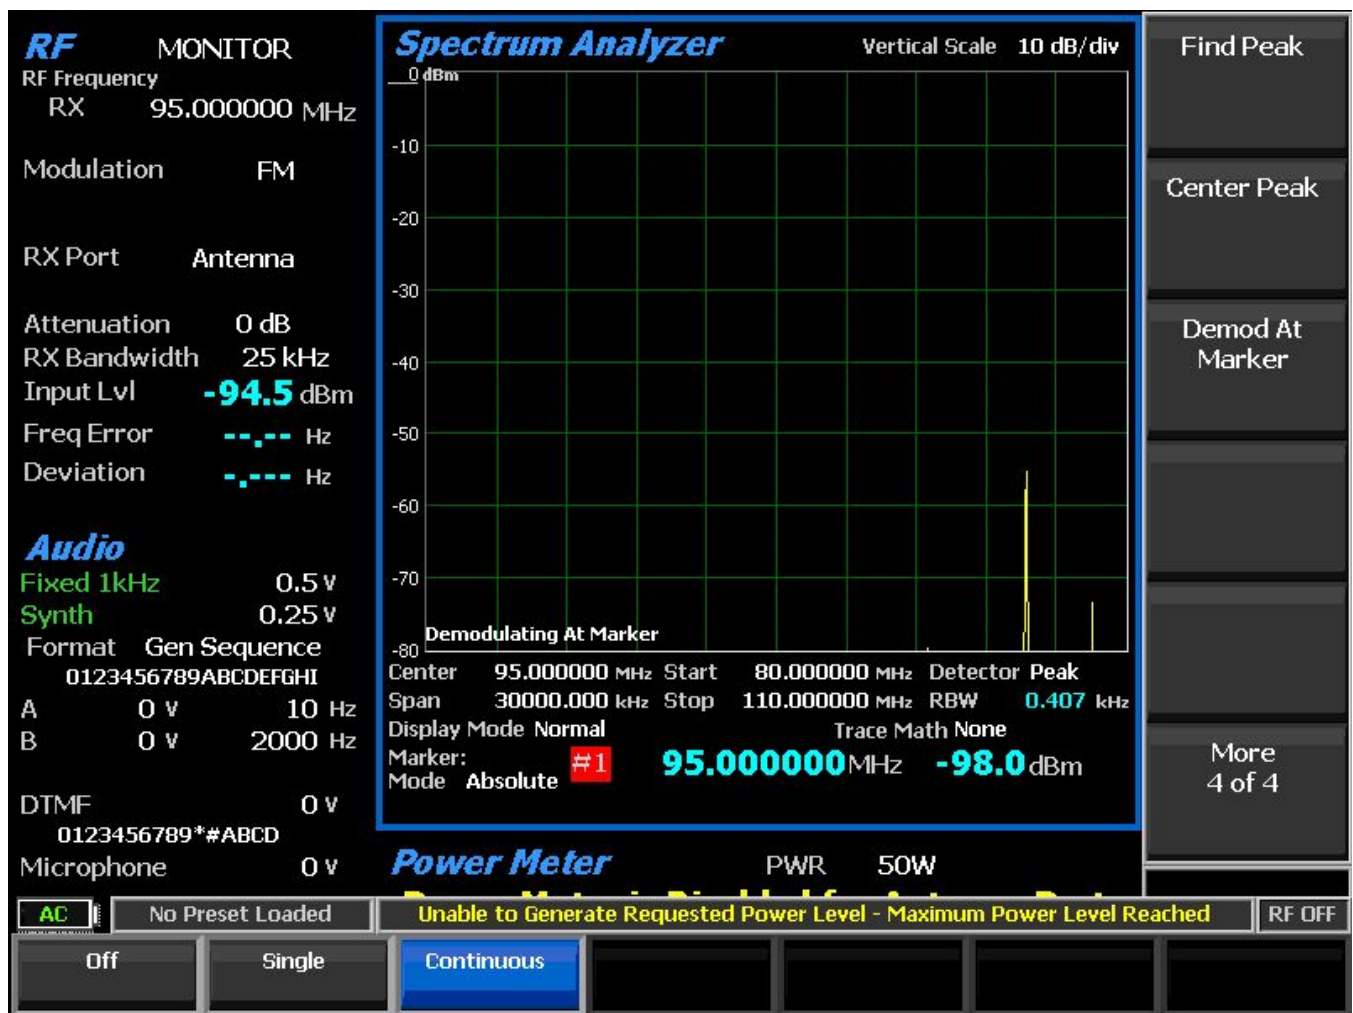 RF MONITOR
RF Frequency
RX 95.000000 MHz
Modulation FM
RX Port Antenna
Attenuation 0 dB
RX Bandwidth 25 kHz
Input Lvl -94.5 dBm
Freq Error --.-- Hz
Deviation -.--- Hz
Audio
Fixed 1kHz 0.5 V
Synth 0.25 V
Format Gen Sequence
0123456789ABCDEFGHI
A 0 V 10 Hz
B 0 V 2000 Hz
DTMF 0 V
0123456789*#ABCD
Microphone 0 V
Spectrum Analyzer Vertical Scale 10 dB/div
0 dBm
-10
-20
-30
-40
-50
-60
-70
-80
Demodulating At Marker
Center 95.000000 MHz Start 80.000000 MHz Detector Peak
Span 30000.000 kHz Stop 110.000000 MHz RBW 0.407 kHz
Display Mode Normal Trace Math None
Marker: #1 95.000000 MHz -98.0 dBm
Mode Absolute
Power Meter PWR 50W
Find Peak
Center Peak
Demod At
Marker
More
4 of 4
AC No Preset Loaded Unable to Generate Requested Power Level - Maximum Power Level Reached RF OFF
Off Single Continuous